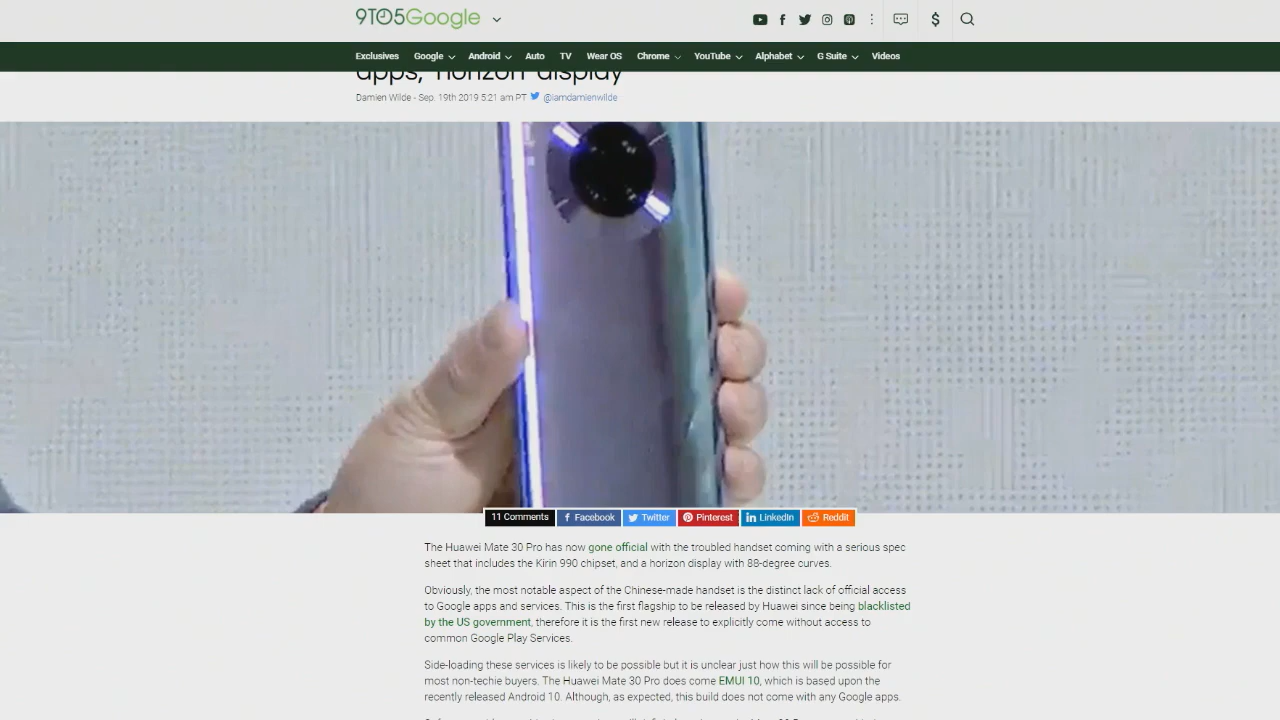 9TO5Google
Exclusives Google Android Auto TV Wear OS Chrome YouTube Alphabet G Suite Videos
apps, 'horizon' display
Damien Wilde - Sep. 19th 2019 5:21 am PT @iamdamienwilde
11 Comments Facebook Twitter Pinterest LinkedIn Reddit
The Huawei Mate 30 Pro has now gone official with the troubled handset coming with a serious spec
sheet that includes the Kirin 990 chipset, and a horizon display with 88-degree curves.
Obviously, the most notable aspect of the Chinese-made handset is the distinct lack of official access
to Google apps and services. This is the first flagship to be released by Huawei since being blacklisted
by the US government, therefore it is the first new release to explicitly come without access to
common Google Play Services.
Side-loading these services is likely to be possible but it is unclear just how this will be possible for
most non-techie buyers. The Huawei Mate 30 Pro does come EMUI 10, which is based upon the
recently released Android 10. Although, as expected, this build does not come with any Google apps.